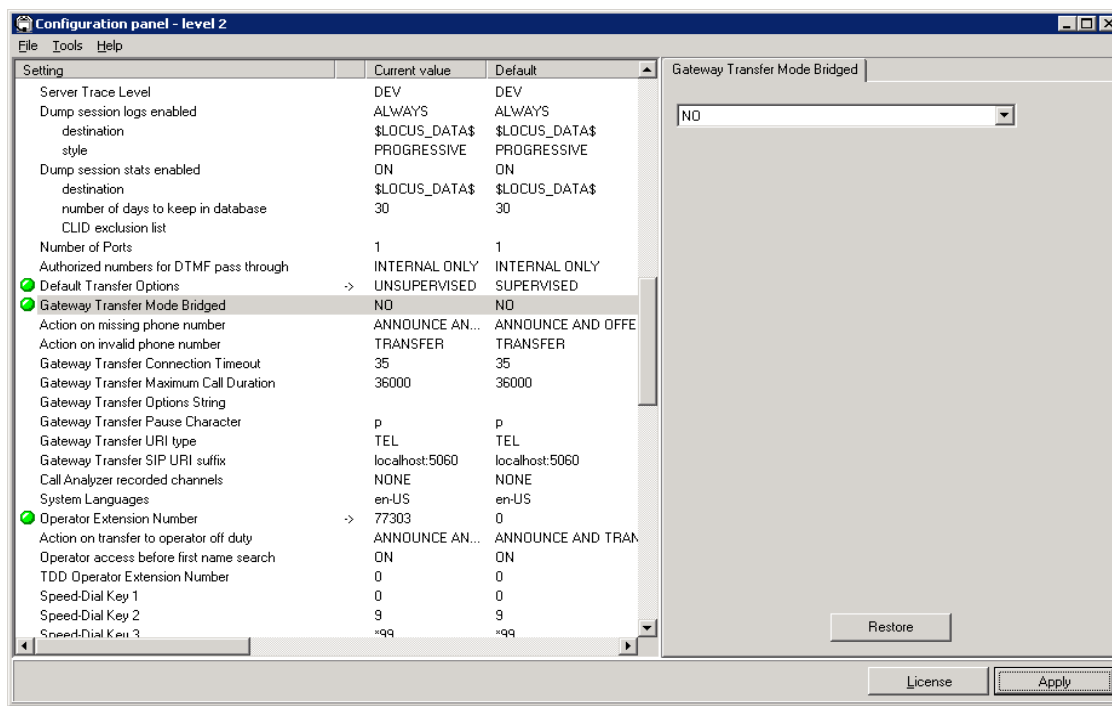 Configuration panel - level 2
File Tools Help
Setting Current value Default
Server Trace Level DEV DEV
Dump session logs enabled ALWAYS ALWAYS
destination $LOCUS_DATA$ $LOCUS_DATA$
style PROGRESSIVE PROGRESSIVE
Dump session stats enabled ON ON
destination $LOCUS_DATA$ $LOCUS_DATA$
number of days to keep in database 30 30
CLID exclusion list
Number of Ports 1 1
Authorized numbers for DTMF pass through INTERNAL ONLY INTERNAL ONLY
Default Transfer Options -> UNSUPERVISED SUPERVISED
Gateway Transfer Mode Bridged NO NO
Action on missing phone number ANNOUNCE AN... ANNOUNCE AND OFFE
Action on invalid phone number TRANSFER TRANSFER
Gateway Transfer Connection Timeout 35 35
Gateway Transfer Maximum Call Duration 36000 36000
Gateway Transfer Options String
Gateway Transfer Pause Character p p
Gateway Transfer URI type TEL TEL
Gateway Transfer SIP URI suffix localhost:5060 localhost:5060
Call Analyzer recorded channels NONE NONE
System Languages en-US en-US
Operator Extension Number -> 77303 0
Action on transfer to operator off duty ANNOUNCE AN... ANNOUNCE AND TRAN
Operator access before first name search ON ON
TDD Operator Extension Number 0 0
Speed-Dial Key 1 0 0
Speed-Dial Key 2 9 9
Speed-Dial Key 3 *99 *99
Gateway Transfer Mode Bridged
NO
Restore
License
Apply